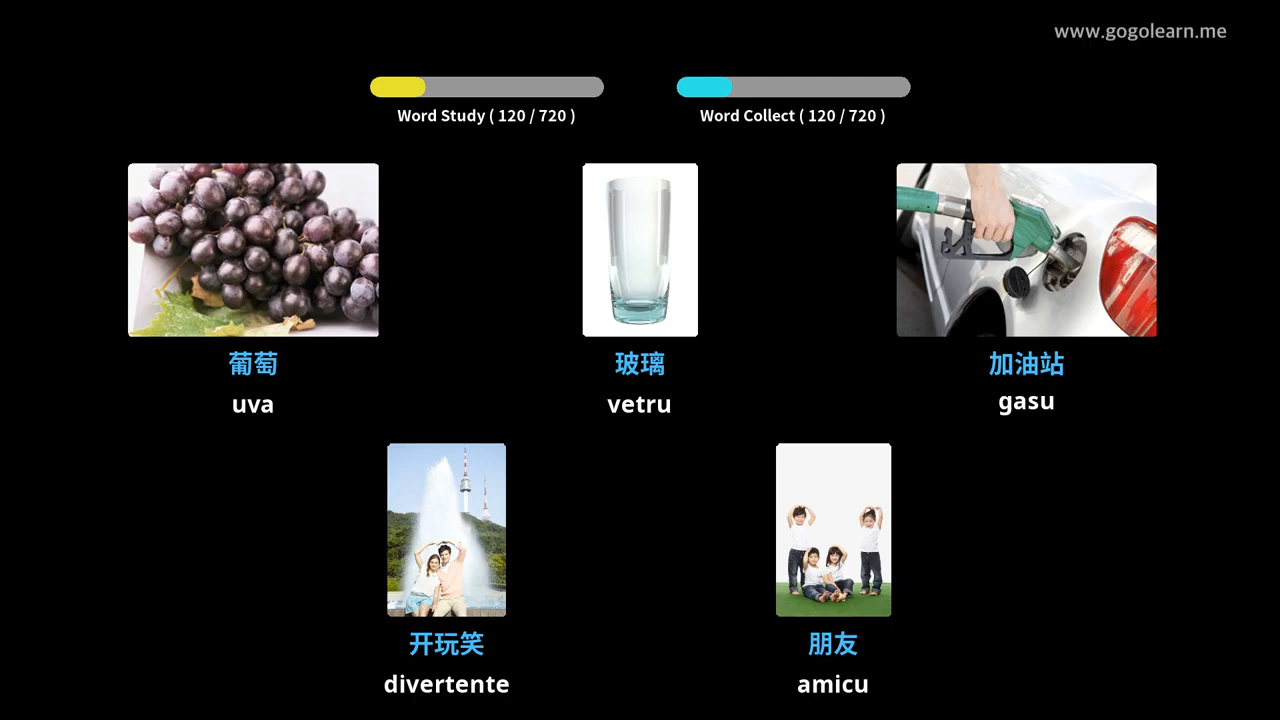 www.gogolearn.me
Word Study ( 120 / 720 )
Word Collect ( 120 / 720 )
葡萄
uva
玻璃
vetru
加油站
gasu
开玩笑
divertente
朋友
amicu